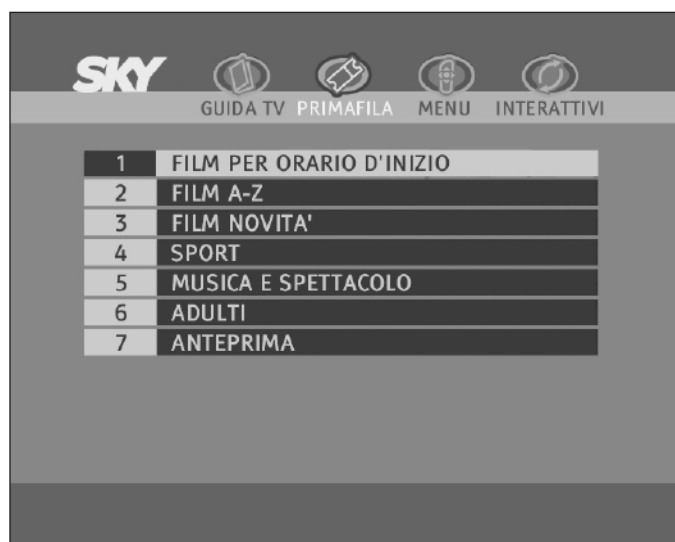 SKY
GUIDA TV PRIMAFILA MENU INTERATTIVI
1 FILM PER ORARIO D'INIZIO
2 FILM A-Z
3 FILM NOVITA'
4 SPORT
5 MUSICA E SPETTACOLO
6 ADULTI
7 ANTEPRIMA